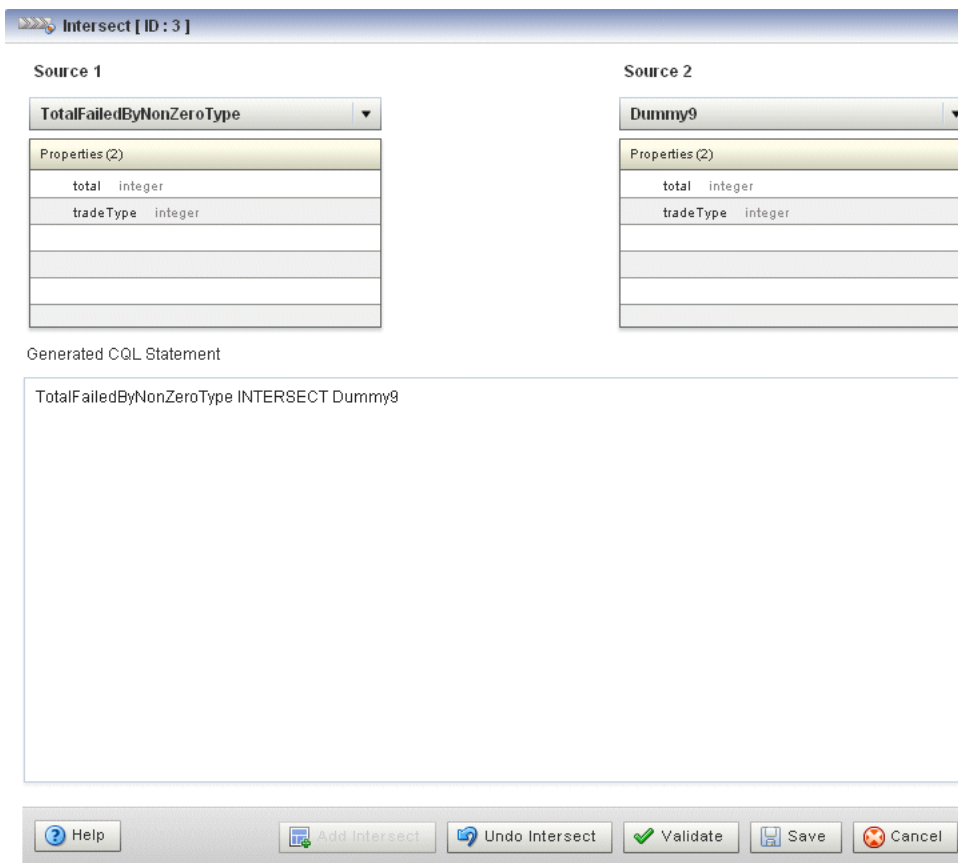 Intersect [ ID : 3 ]
Source 1
Source 2
TotalFailedByNonZeroType
Dummy9
Properties (2)
Properties (2)
total integer
total integer
tradeType integer
tradeType integer
Generated CQL Statement
TotalFailedByNonZeroType INTERSECT Dummy9
Help
Add Intersect
Undo Intersect
Validate
Save
Cancel